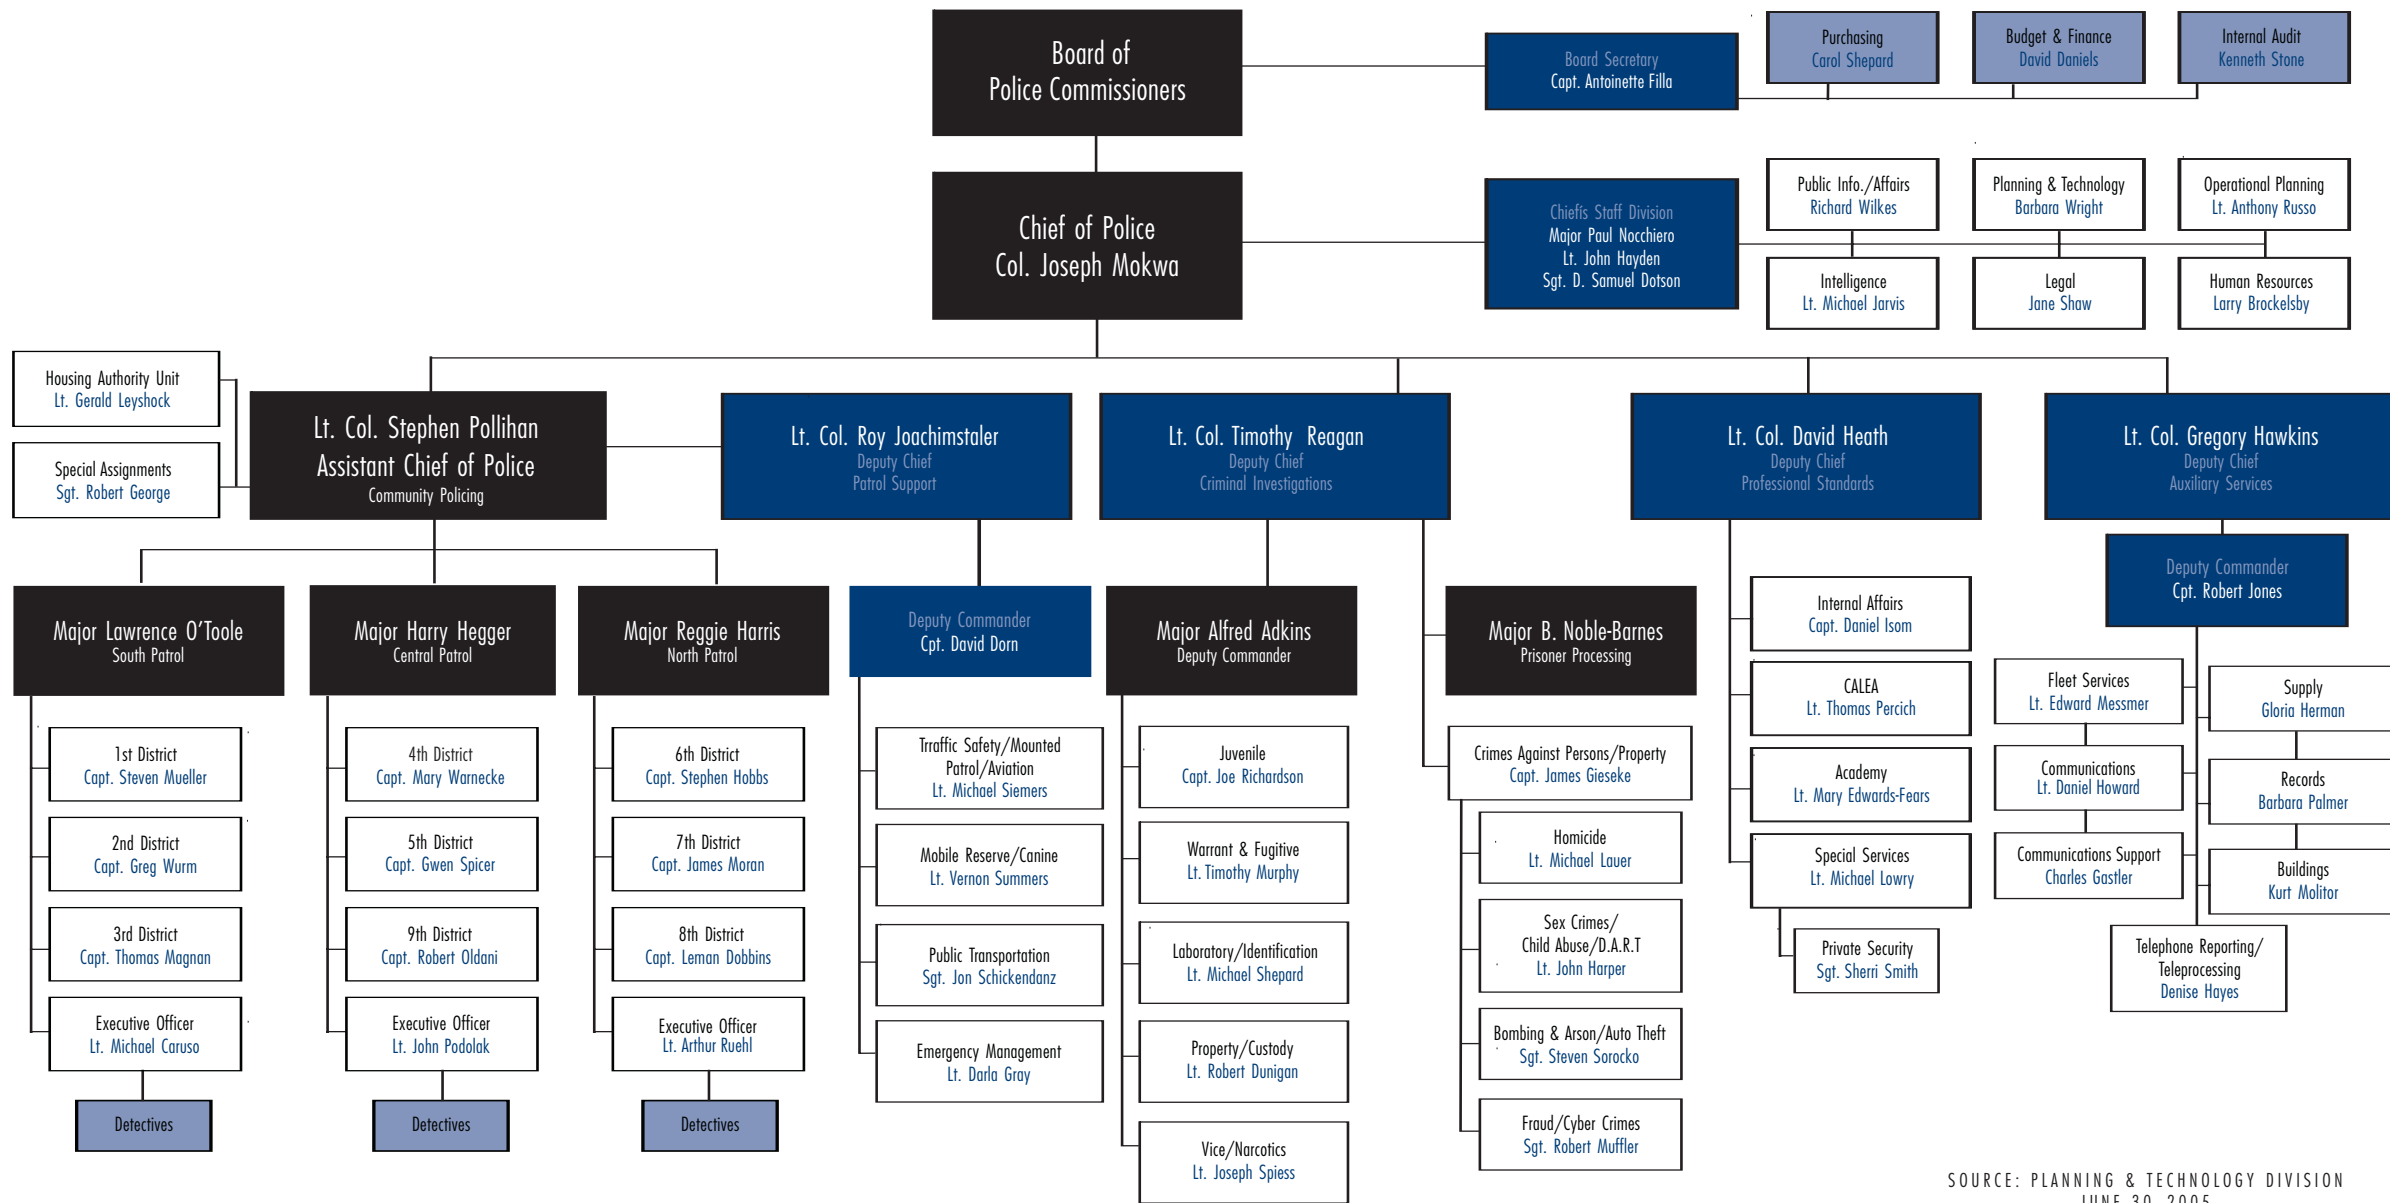 Board of
Police Commissioners
Board Secretary
Capt. Antoinette Filla
Purchasing
Carol Shepard
Budget & Finance
David Daniels
Internal Audit
Kenneth Stone
Chief of Police
Col. Joseph Mokwa
Chiefís Staff Division
Major Paul Nocchiero
Lt. John Hayden
Sgt. D. Samuel Dotson
Public Info./Affairs
Richard Wilkes
Planning & Technology
Barbara Wright
Operational Planning
Lt. Anthony Russo
Intelligence
Lt. Michael Jarvis
Legal
Jane Shaw
Human Resources
Larry Brockelsby
Housing Authority Unit
Lt. Gerald Leyshock
Special Assignments
Sgt. Robert George
Lt. Col. Stephen Pollihan
Assistant Chief of Police
Community Policing
Lt. Col. Roy Joachimstaler
Deputy Chief
Patrol Support
Lt. Col. Timothy Reagan
Deputy Chief
Criminal Investigations
Lt. Col. David Heath
Deputy Chief
Professional Standards
Lt. Col. Gregory Hawkins
Deputy Chief
Auxiliary Services
Major Lawrence O'Toole
South Patrol
Major Harry Hegger
Central Patrol
Major Reggie Harris
North Patrol
Deputy Commander
Cpt. David Dorn
Major Alfred Adkins
Deputy Commander
Major B. Noble-Barnes
Prisoner Processing
Deputy Commander
Cpt. Robert Jones
1st District
Capt. Steven Mueller
2nd District
Capt. Greg Wurm
3rd District
Capt. Thomas Magnan
Executive Officer
Lt. Michael Caruso
Detectives
4th District
Capt. Mary Warnecke
5th District
Capt. Gwen Spicer
9th District
Capt. Robert Oldani
Executive Officer
Lt. John Podolak
Detectives
6th District
Capt. Stephen Hobbs
7th District
Capt. James Moran
8th District
Capt. Leman Dobbins
Executive Officer
Lt. Arthur Ruehl
Detectives
Trraffic Safety/Mounted
Patrol/Aviation
Lt. Michael Siemers
Mobile Reserve/Canine
Lt. Vernon Summers
Public Transportation
Sgt. Jon Schickendanz
Emergency Management
Lt. Darla Gray
Juvenile
Capt. Joe Richardson
Warrant & Fugitive
Lt. Timothy Murphy
Laboratory/Identification
Lt. Michael Shepard
Property/Custody
Lt. Robert Dunigan
Vice/Narcotics
Lt. Joseph Spiess
Crimes Against Persons/Property
Capt. James Gieseke
Homicide
Lt. Michael Lauer
Sex Crimes/
Child Abuse/D.A.R.T
Lt. John Harper
Bombing & Arson/Auto Theft
Sgt. Steven Sorocko
Fraud/Cyber Crimes
Sgt. Robert Muffler
Internal Affairs
Capt. Daniel Isom
CALEA
Lt. Thomas Percich
Academy
Lt. Mary Edwards-Fears
Special Services
Lt. Michael Lowry
Private Security
Sgt. Sherri Smith
Fleet Services
Lt. Edward Messmer
Communications
Lt. Daniel Howard
Communications Support
Charles Gastler
Supply
Gloria Herman
Records
Barbara Palmer
Buildings
Kurt Molitor
Telephone Reporting/
Teleprocessing
Denise Hayes
SOURCE: PLANNING & TECHNOLOGY DIVISION
JUNE 30, 2005